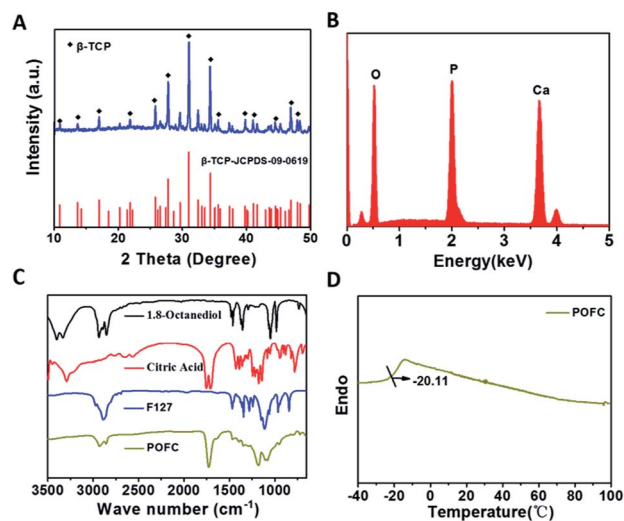 A
◆ β-TCP
β-TCP-JCPDS-09-0619
Intensity (a.u.)
10 20 30 40 50
2 Theta (Degree)
B
O
P
Ca
0 1 2 3 4 5
Energy(keV)
C
1.8-Octanediol
Citric Acid
F127
POFC
3500 3000 2500 2000 1500 1000
Wave number (cm⁻¹)
D
POFC
-20.11
Endo
-40 -20 0 20 40 60 80 100
Temperature(℃)